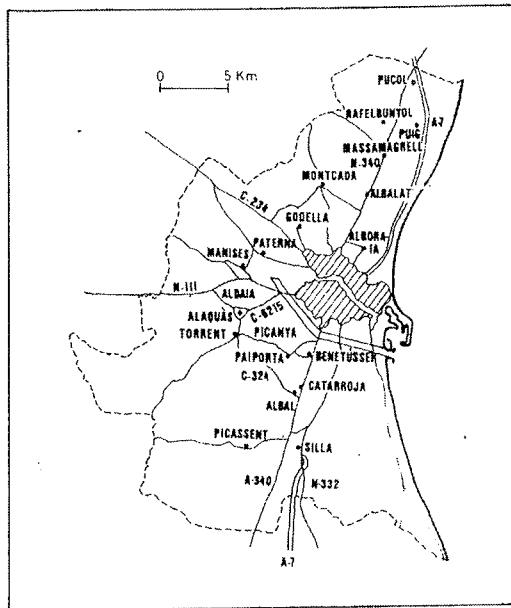 0 5 Km
PUÇOL
RAFELBUNYOL
A-7
PUIG
MASSAMAGRELL
N-340
MONTCADA
ALBALAT
C-234
GODELLA
ALBORA
IA
PATERNA
MANISES
N-III
ALBAIA
C-6215
ALAQUÀS
TORRENT
PICANYA
PAIPORTA
BENETUSSER
C-324
CATARROJA
ALBAL
PICASSENT
SILLA
A-340
N-332
A-7